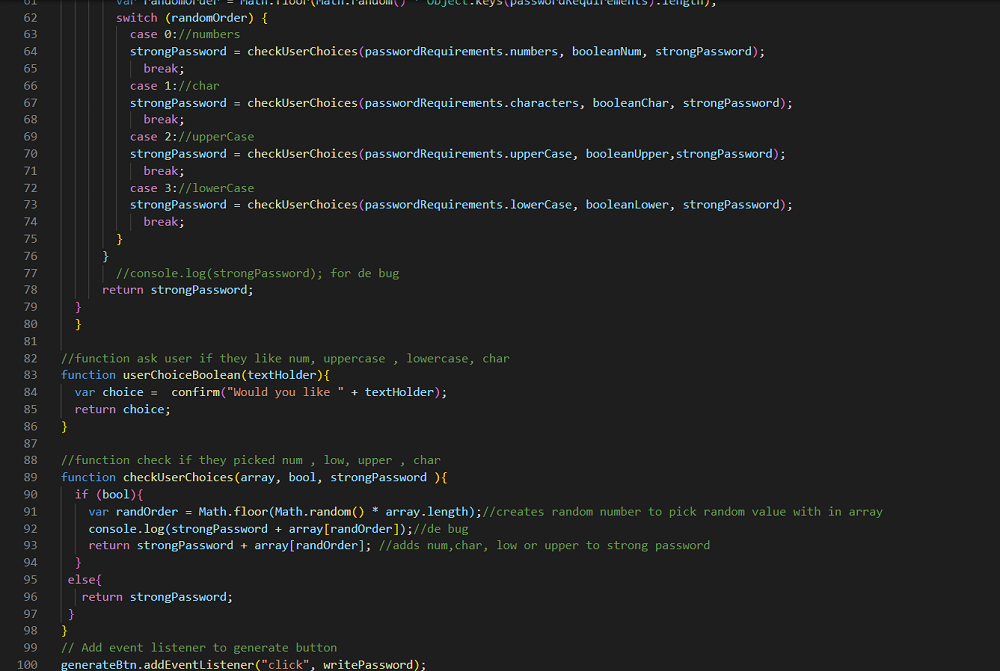 61 var randomOrder = Math.floor(Math.random() * Object.keys(passwordRequirements).length);
62 switch (randomOrder) {
63 case 0://numbers
64 strongPassword = checkUserChoices(passwordRequirements.numbers, booleanNum, strongPassword);
65 break;
66 case 1://char
67 strongPassword = checkUserChoices(passwordRequirements.characters, booleanChar, strongPassword);
68 break;
69 case 2://upperCase
70 strongPassword = checkUserChoices(passwordRequirements.upperCase, booleanUpper,strongPassword);
71 break;
72 case 3://lowerCase
73 strongPassword = checkUserChoices(passwordRequirements.lowerCase, booleanLower, strongPassword);
74 break;
75 }
76 }
77 //console.log(strongPassword); for de bug
78 return strongPassword;
79 }
80 }
81
82 //function ask user if they like num, uppercase , lowercase, char
83 function userChoiceBoolean(textHolder){
84 var choice =  confirm("Would you like " + textHolder);
85 return choice;
86 }
87
88 //function check if they picked num , low, upper , char
89 function checkUserChoices(array, bool, strongPassword ){
90 if (bool){
91 var randOrder = Math.floor(Math.random() * array.length);//creates random number to pick random value with in array
92 console.log(strongPassword + array[randOrder]);//de bug
93 return strongPassword + array[randOrder]; //adds num,char, low or upper to strong password
94 }
95 else{
96 return strongPassword;
97 }
98 }
99 // Add event listener to generate button
100 generateBtn.addEventListener("click", writePassword);